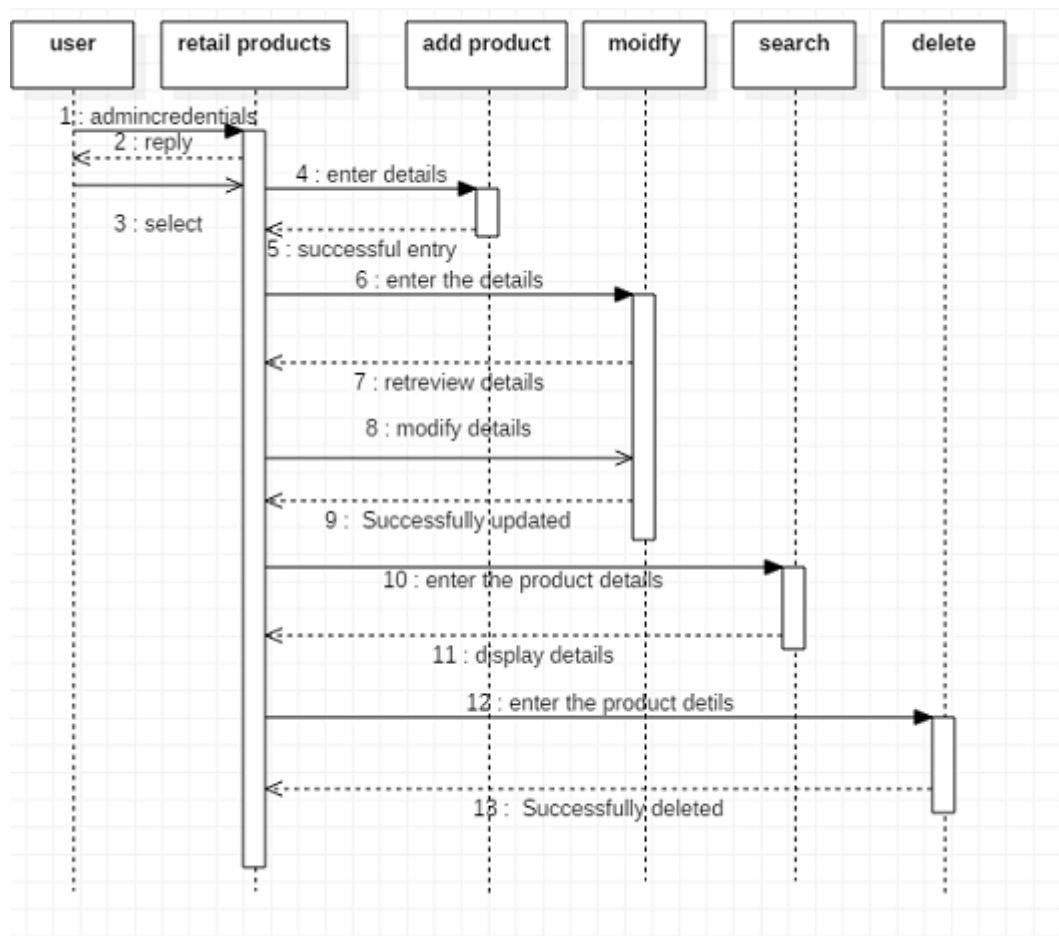 user
retail products
add product
moidfy
search
delete
1 : admincredentials
2 : reply
3 : select
4 : enter details
5 : successful entry
6 : enter the details
7 : retreview details
8 : modify details
9 : Successfully updated
10 : enter the product details
11 : display details
12 : enter the product detils
13 : Successfully deleted